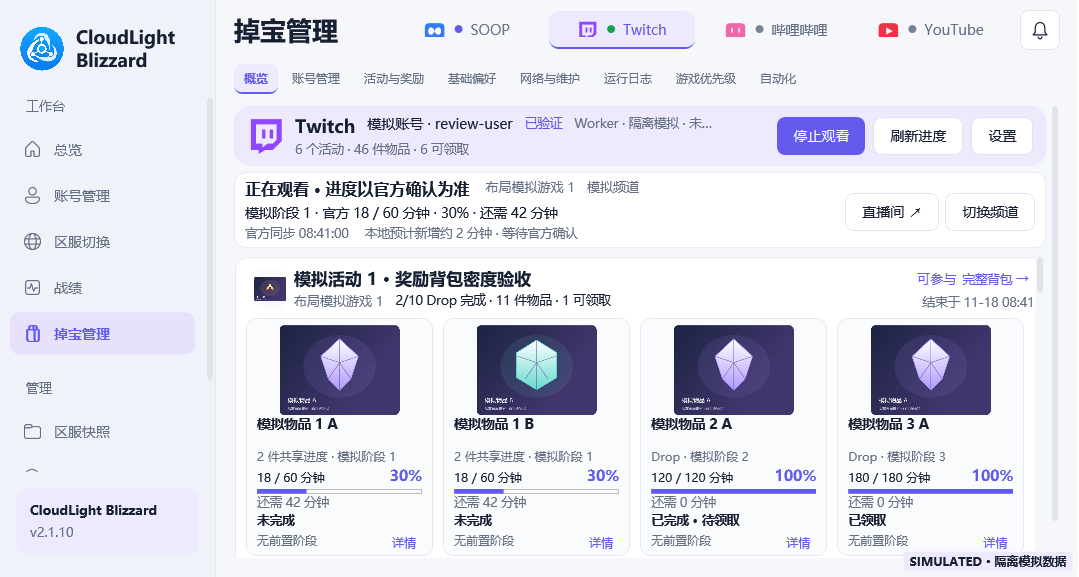 CloudLight
Blizzard
工作台
总览
账号管理
区服切换
战绩
掉宝管理
管理
区服快照
CloudLight Blizzard
v2.1.10
掉宝管理
SOOP
Twitch
哔哩哔哩
YouTube
概览 账号管理 活动与奖励 基础偏好 网络与维护 运行日志 游戏优先级 自动化
Twitch 模拟账号 · review-user 已验证 Worker · 隔离模拟 · 未...
6 个活动 · 46 件物品 · 6 可领取
停止观看 刷新进度 设置
正在观看 • 进度以官方确认为准 布局模拟游戏 1 模拟频道
模拟阶段 1 · 官方 18 / 60 分钟 · 30% · 还需 42 分钟
官方同步 08:41:00 本地预计新增约 2 分钟 · 等待官方确认
直播间 ↗ 切换频道
模拟活动 1 • 奖励背包密度验收
布局模拟游戏 1 2/10 Drop 完成 · 11 件物品 · 1 可领取
可参与 完整背包 →
结束于 11-18 08:41
模拟物品 1 A
2 件共享进度 · 模拟阶段 1
18 / 60 分钟 30%
还需 42 分钟
未完成
无前置阶段 详情
模拟物品 1 B
2 件共享进度 · 模拟阶段 1
18 / 60 分钟 30%
还需 42 分钟
未完成
无前置阶段 详情
模拟物品 2 A
Drop · 模拟阶段 2
120 / 120 分钟 100%
还需 0 分钟
已完成 • 待领取
无前置阶段 详情
模拟物品 3 A
Drop · 模拟阶段 3
180 / 180 分钟 100%
还需 0 分钟
已领取
无前置阶段 详情
SIMULATED • 隔离模拟数据